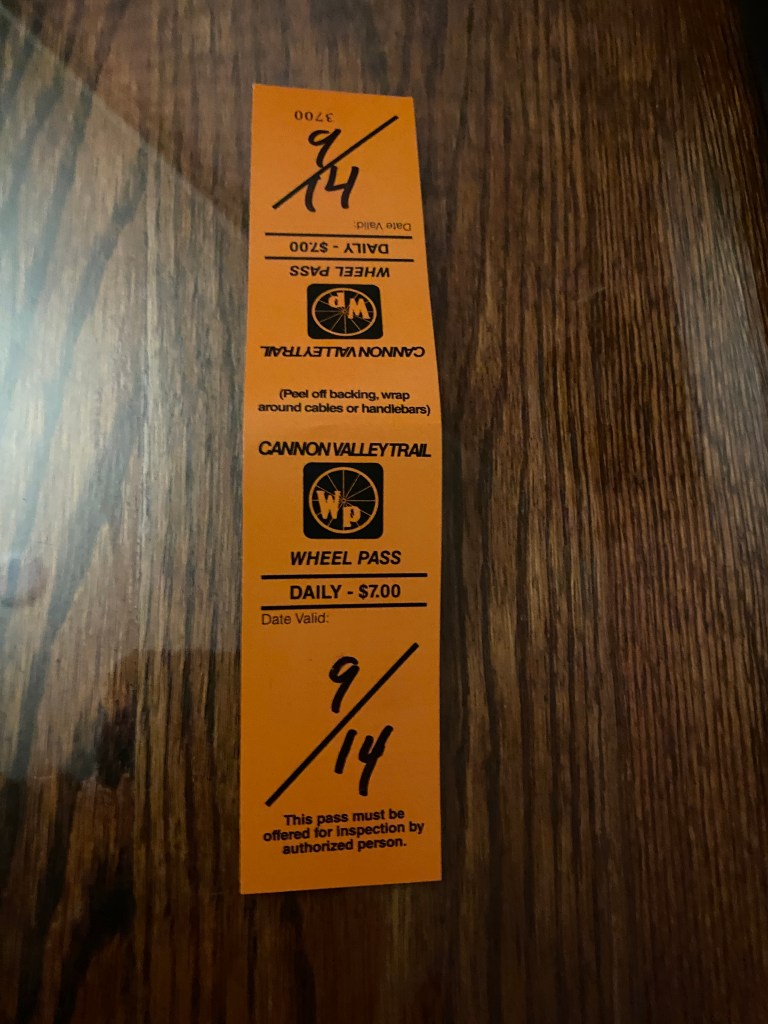 3700
9/14
Date Valid:
DAILY - $7.00
WHEEL PASS
WP
CANNON VALLEY TRAIL
(Peel off backing, wrap
around cables or handlebars)
CANNON VALLEY TRAIL
WP
WHEEL PASS
DAILY - $7.00
Date Valid:
9/14
This pass must be
offered for inspection by
authorized person.